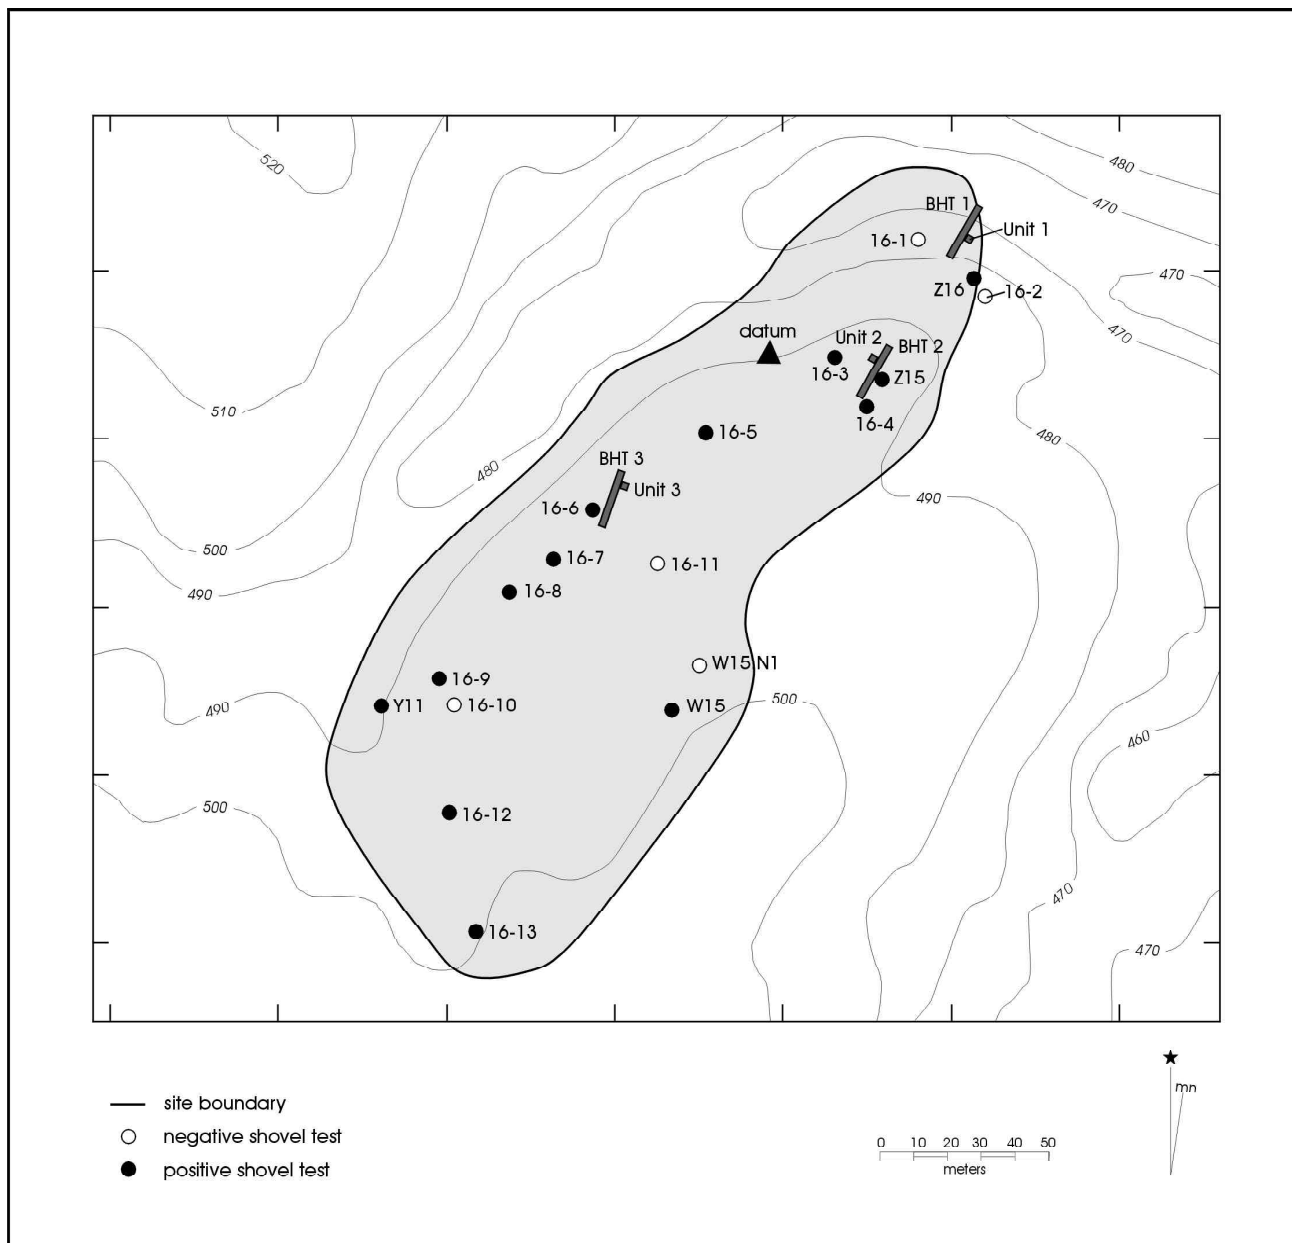 520
480
470
BHT 1
Unit 1
16-1
470
Z16
16-2
470
datum
Unit 2
BHT 2
16-3
Z15
510
16-4
16-5
480
480
BHT 3
Unit 3
490
16-6
500
16-7
16-11
490
16-8
W15 N1
16-9
500
490
Y11
16-10
W15
460
500
16-12
470
16-13
470
mn
site boundary
negative shovel test
positive shovel test
0 10 20 30 40 50
meters